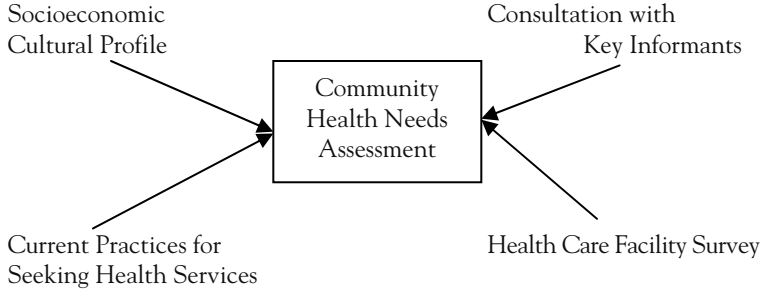 Socioeconomic
Cultural Profile
Consultation with
Key Informants
Community
Health Needs
Assessment
Current Practices for
Seeking Health Services
Health Care Facility Survey